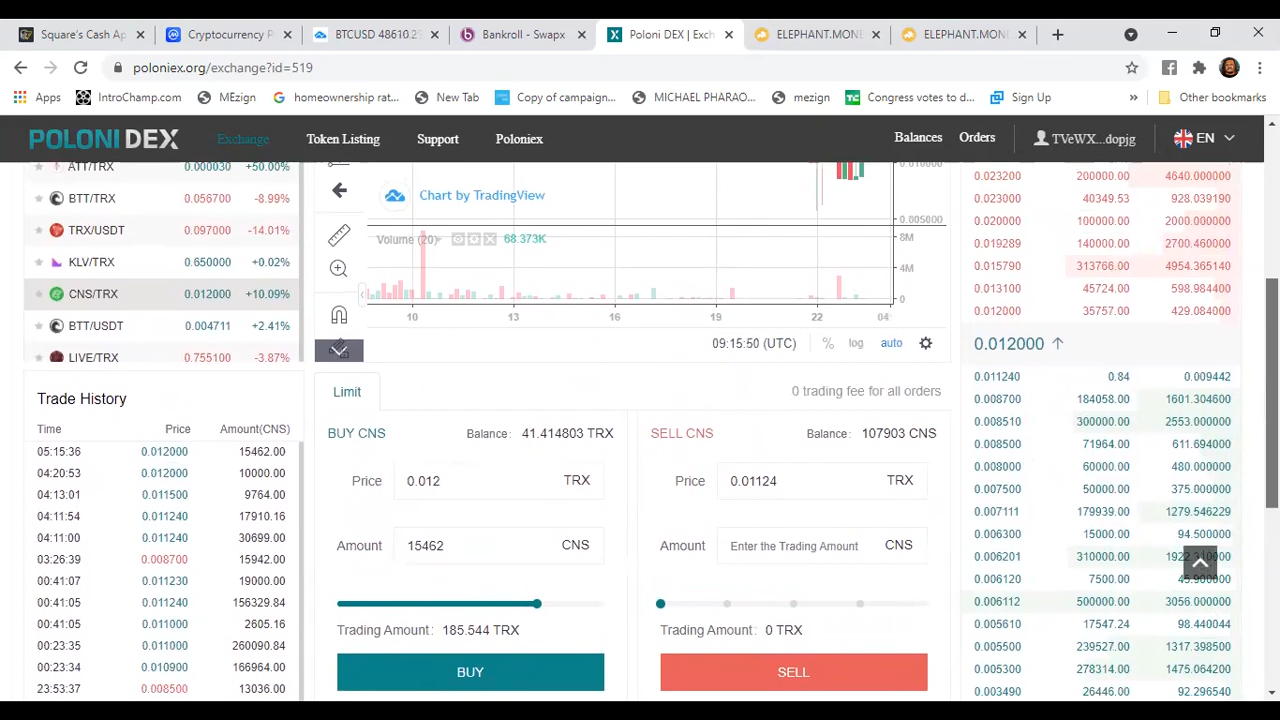 Square's Cash Ap
Cryptocurrency P
BTCUSD 48610.2
Bankroll - Swapx
Poloni DEX | Exch
ELEPHANT.MONE
ELEPHANT.MON
poloniex.org/exchange?id=519
Apps
IntroChamp.com
MEzign
homeownership rat...
New Tab
Copy of campaign...
MICHAEL PHARAO...
mezign
Congress votes to d...
Sign Up
Other bookmarks
POLONI DEX
Exchange
Token Listing
Support
Poloniex
Balances
Orders
TVeWX...dopjg
EN
ATT/TRX 0.000030 +50.00%
BTT/TRX 0.056700 -8.99%
TRX/USDT 0.097000 -14.01%
KLV/TRX 0.650000 +0.02%
CNS/TRX 0.012000 +10.09%
BTT/USDT 0.004711 +2.41%
LIVE/TRX 0.755100 -3.87%
Trade History
Time Price Amount(CNS)
05:15:36 0.012000 15462.00
04:20:53 0.012000 10000.00
04:13:01 0.011500 9764.00
04:11:54 0.011240 17910.16
04:11:00 0.011240 30699.00
03:26:39 0.008700 15942.00
00:41:07 0.011230 19000.00
00:41:05 0.011240 156329.84
00:41:05 0.011000 2605.16
00:23:35 0.011240 260090.84
00:23:34 0.010900 166964.00
23:53:37 0.008500 13036.00
Chart by TradingView
0.010000
0.005000
Volume (20) 68.373K
8M
4M
0
10 13 16 19 22 04:
09:15:50 (UTC) % log auto
Limit
0 trading fee for all orders
BUY CNS Balance : 41.414803 TRX
Price 0.012 TRX
Amount 15462 CNS
Trading Amount : 185.544 TRX
BUY
SELL CNS Balance : 107903 CNS
Price 0.01124 TRX
Amount Enter the Trading Amount CNS
Trading Amount : 0 TRX
SELL
0.023200 200000.00 4640.000000
0.023000 40349.53 928.039190
0.020000 100000.00 2000.000000
0.019289 140000.00 2700.460000
0.015790 313766.00 4954.365140
0.013100 45724.00 598.984400
0.012000 35757.00 429.084000
0.012000 ↑
0.011240 0.84 0.009442
0.008700 184058.00 1601.304600
0.008510 300000.00 2553.000000
0.008500 71964.00 611.694000
0.008000 60000.00 480.000000
0.007500 50000.00 375.000000
0.007111 179939.00 1279.546229
0.006300 15000.00 94.500000
0.006201 310000.00
0.006120 7500.00 45.900000
0.006112 500000.00 3056.000000
0.005610 17547.24 98.440044
0.005500 239527.00 1317.398500
0.005300 278314.00 1475.064200
0.003490 26446.00 92.296540